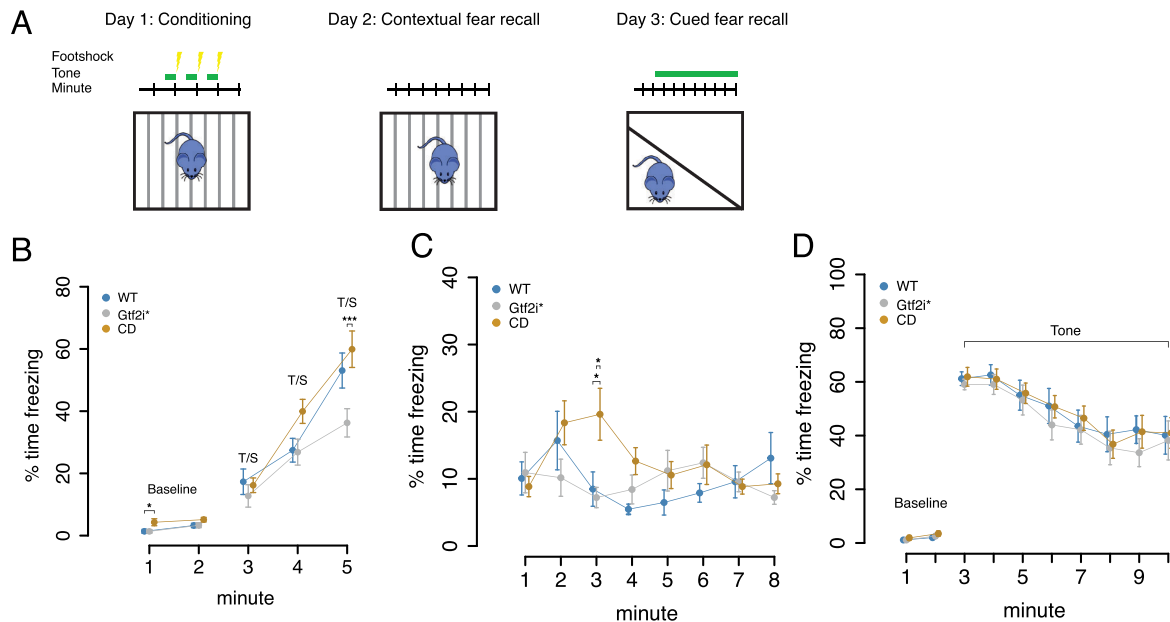 A
Day 1: Conditioning
Day 2: Contextual fear recall
Day 3: Cued fear recall
Footshock
Tone
Minute
B
% time freezing
0
20
40
60
80
WT
Gtf2i*
CD
Baseline
*
T/S
T/S
T/S
***
1
2
3
4
5
minute
C
% time freezing
0
10
20
30
40
WT
Gtf2i*
CD
*
*
1
2
3
4
5
6
7
8
minute
D
% time freezing
0
20
40
60
80
100
WT
Gtf2i*
CD
Tone
Baseline
1
3
5
7
9
minute